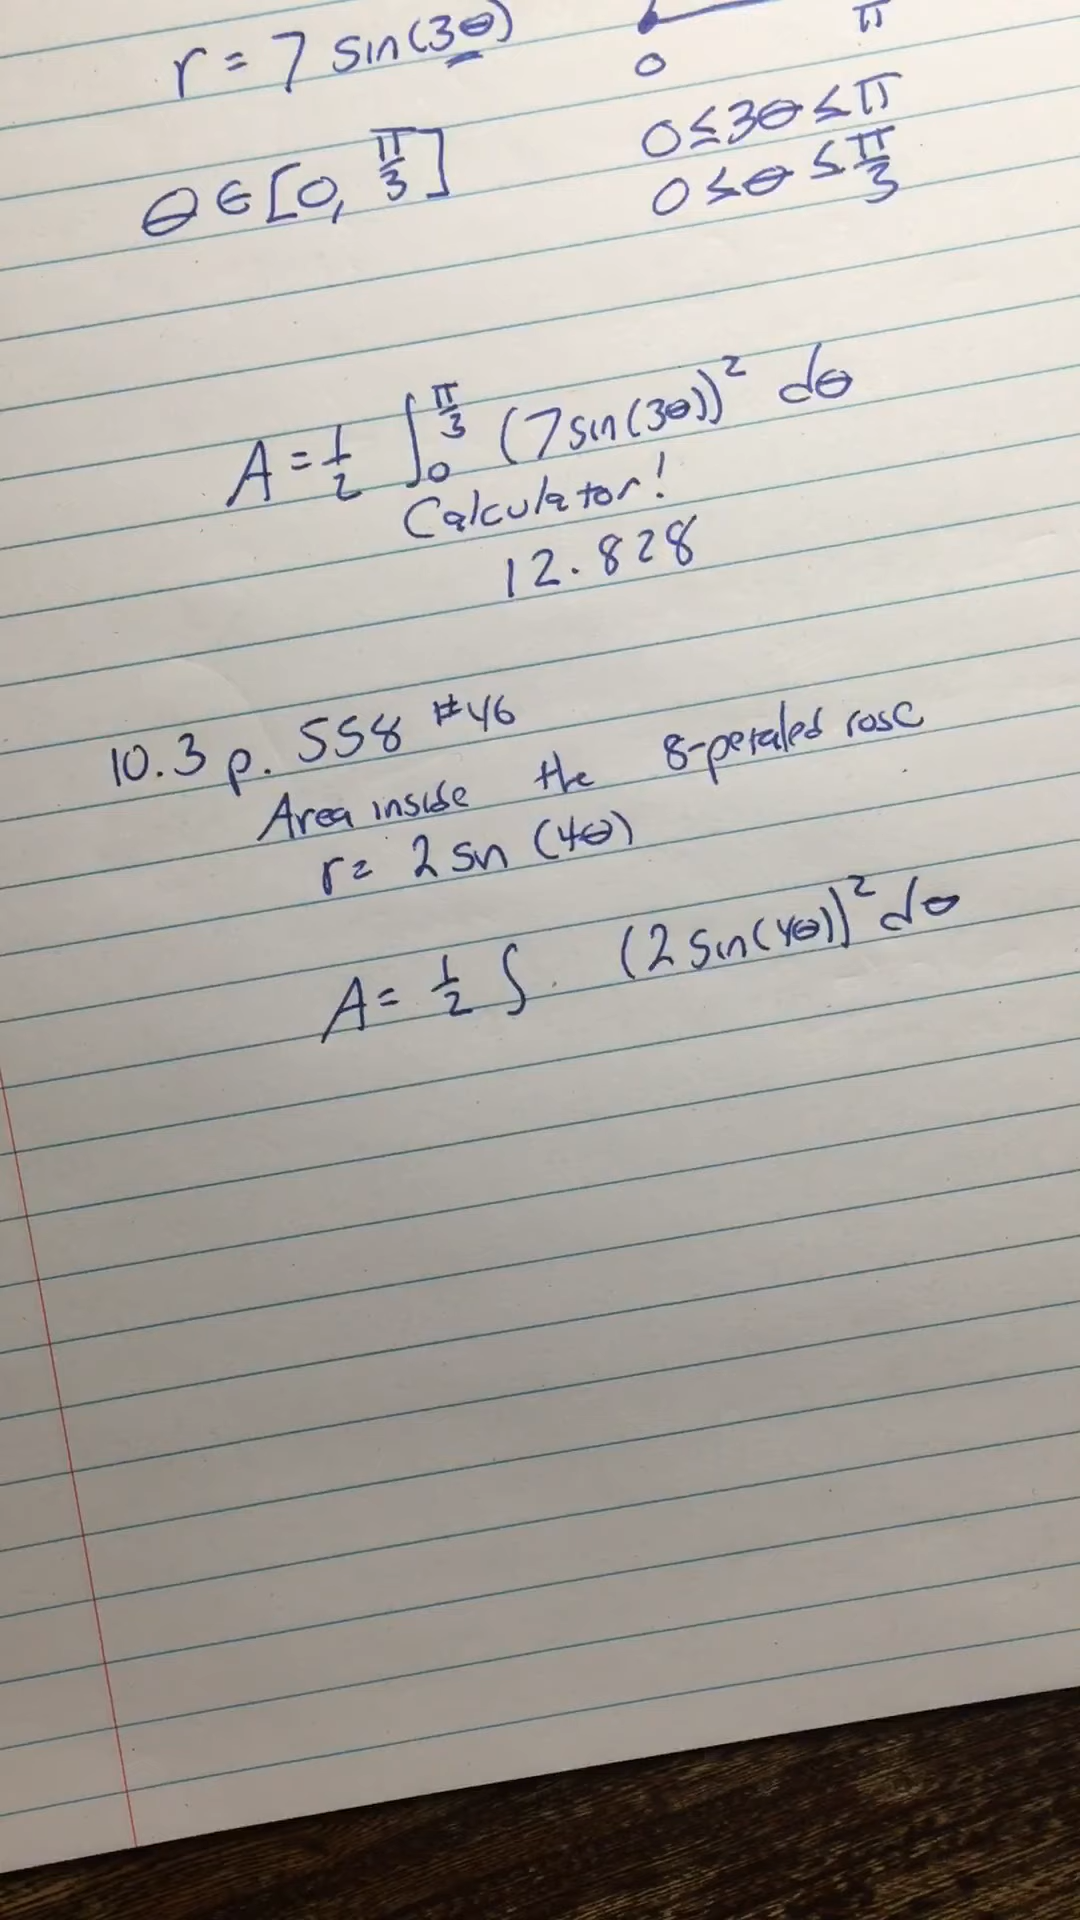 r = 7 sin(3θ)
0 π
θ ∈ [0, π/3]
0 ≤ 3θ ≤ π
0 ≤ θ ≤ π/3
A = 1/2 ∫₀^(π/3) (7 sin(3θ))² dθ
Calculator!
12.828
10.3 p. 558 #46
Area inside the 8-petaled rose
r = 2 sin (4θ)
A = 1/2 ∫ (2 sin(4θ))² dθ